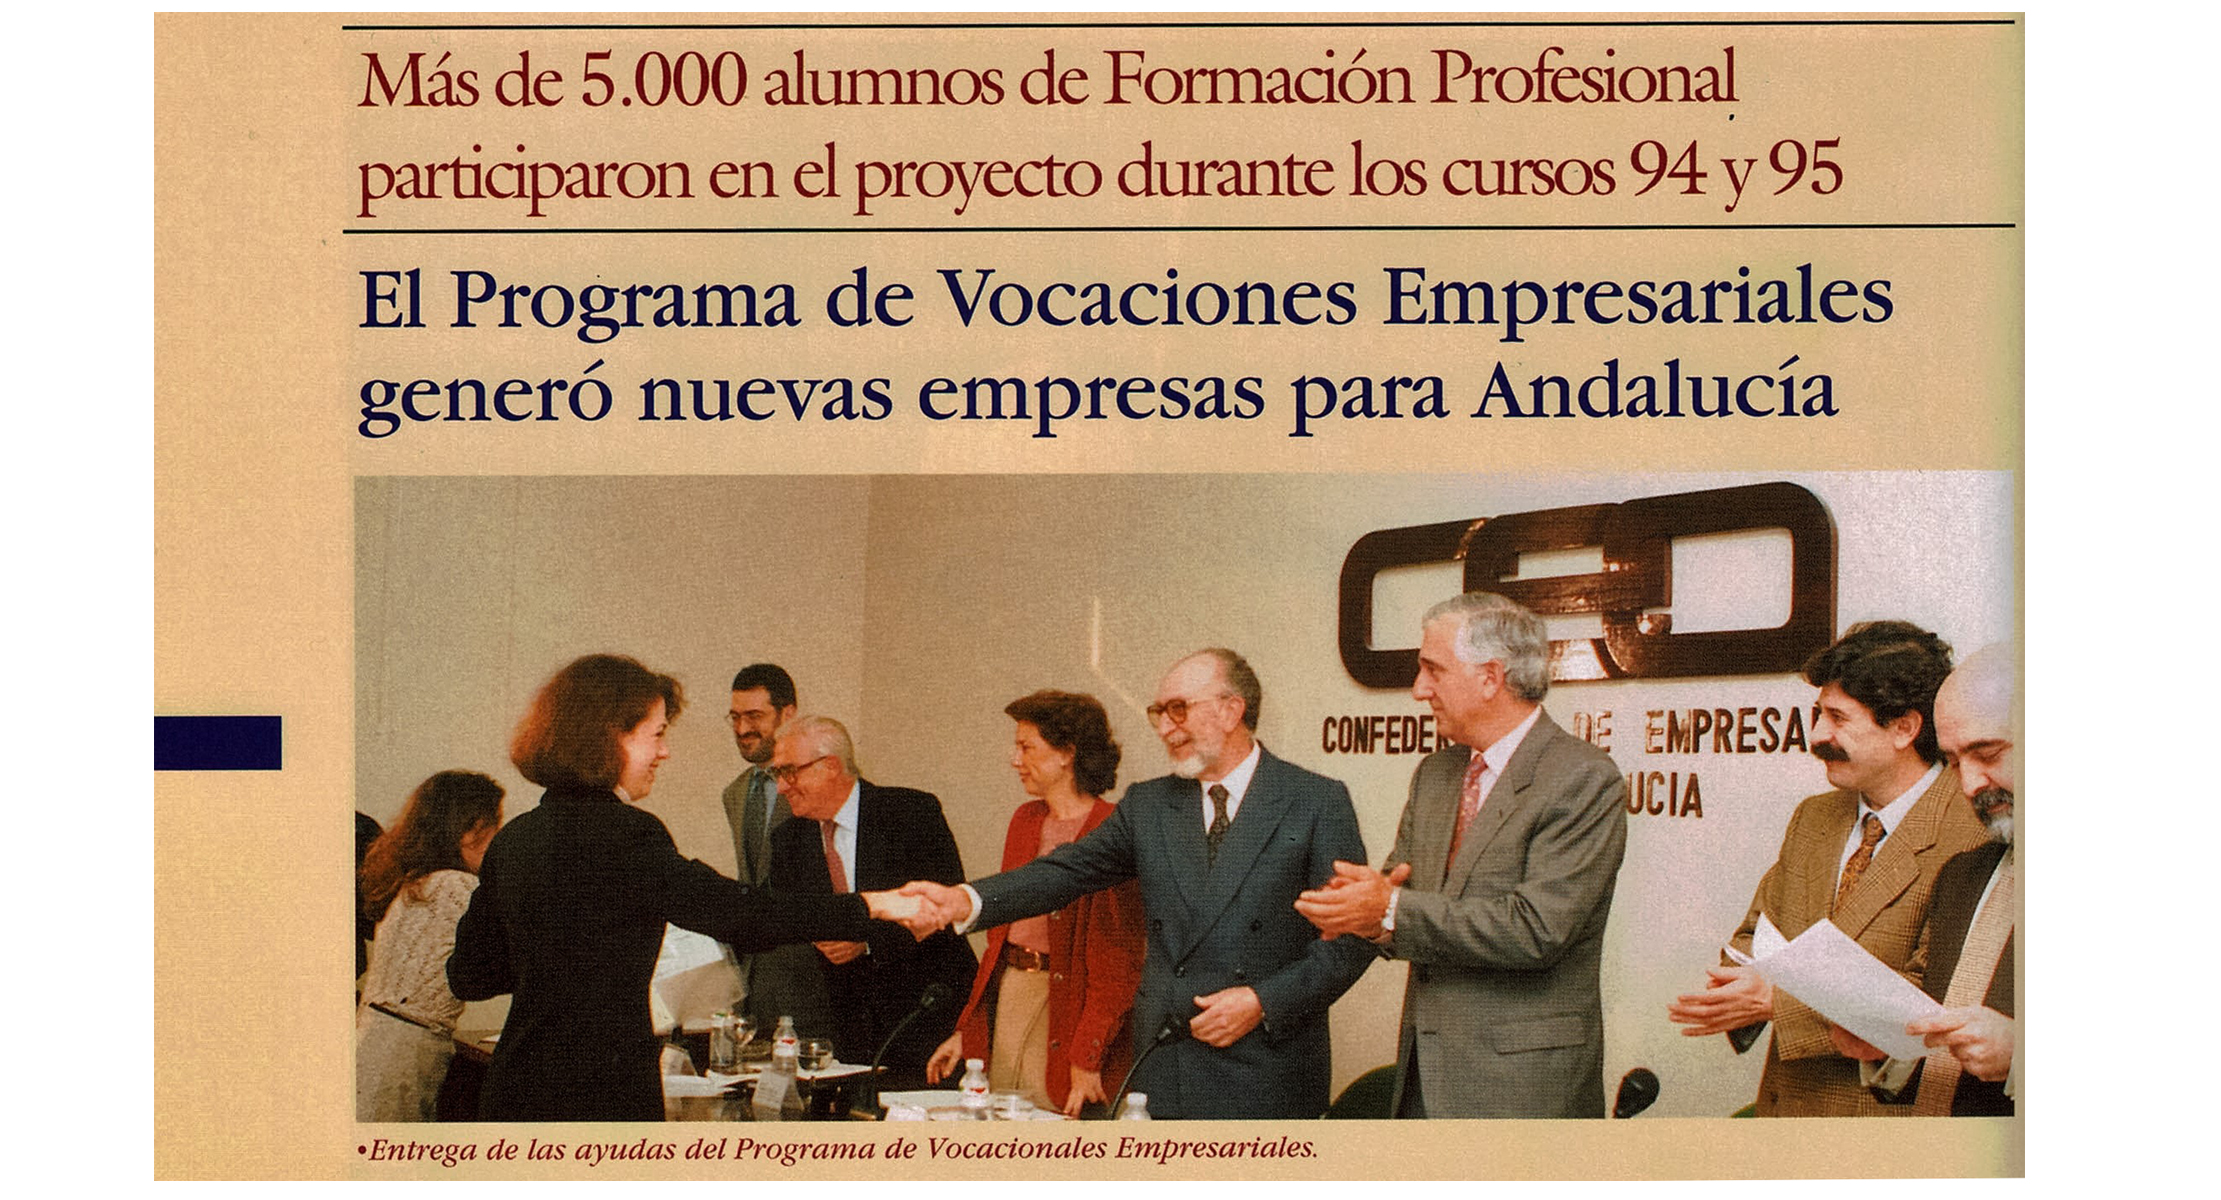 Más de 5.000 alumnos de Formación Profesional
participaron en el proyecto durante los cursos 94 y 95
El Programa de Vocaciones Empresariales
generó nuevas empresas para Andalucía
CEO
DE EMPRESA
•Entrega de las ayudas del Programa de Vocacionales Empresariales.